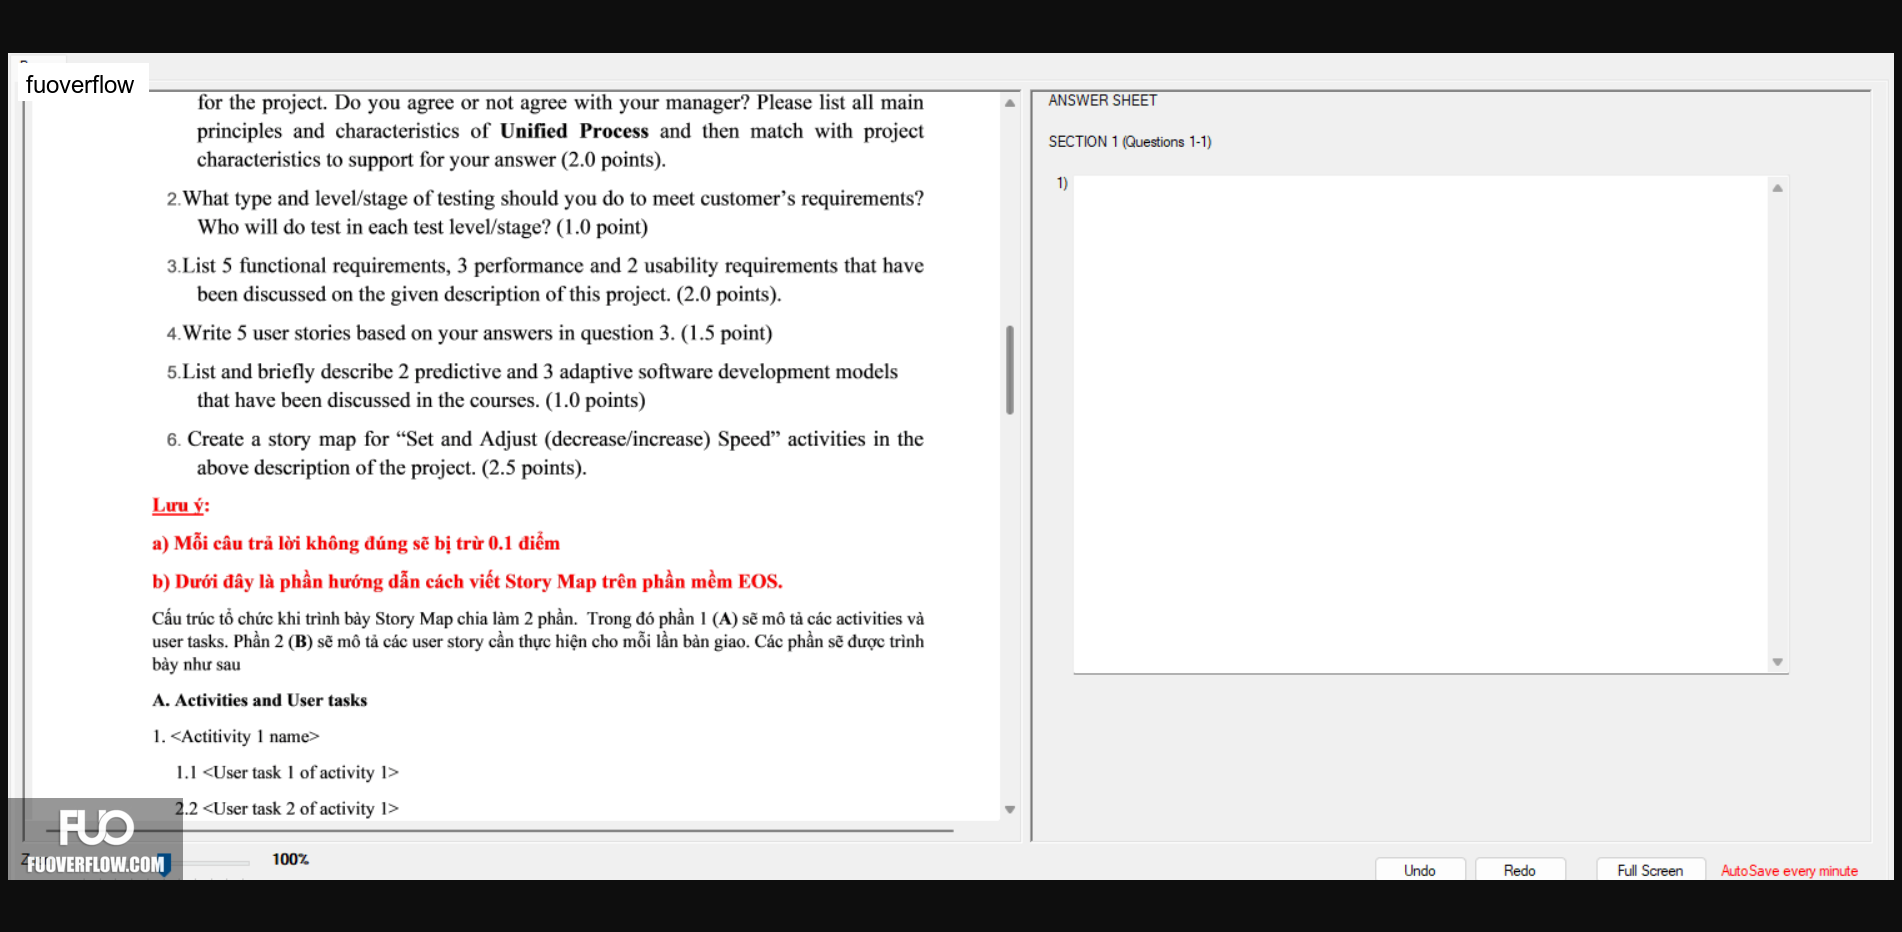 fuoverflow
for the project. Do you agree or not agree with your manager? Please list all main
principles and characteristics of Unified Process and then match with project
characteristics to support for your answer (2.0 points).
2.What type and level/stage of testing should you do to meet customer’s requirements?
Who will do test in each test level/stage? (1.0 point)
3.List 5 functional requirements, 3 performance and 2 usability requirements that have
been discussed on the given description of this project. (2.0 points).
4.Write 5 user stories based on your answers in question 3. (1.5 point)
5.List and briefly describe 2 predictive and 3 adaptive software development models
that have been discussed in the courses. (1.0 points)
6. Create a story map for “Set and Adjust (decrease/increase) Speed” activities in the
above description of the project. (2.5 points).
Lưu ý:
a) Mỗi câu trả lời không đúng sẽ bị trừ 0.1 điểm
b) Dưới đây là phần hướng dẫn cách viết Story Map trên phần mềm EOS.
Cấu trúc tổ chức khi trình bày Story Map chia làm 2 phần. Trong đó phần 1 (A) sẽ mô tả các activities và
user tasks. Phần 2 (B) sẽ mô tả các user story cần thực hiện cho mỗi lần bàn giao. Các phần sẽ được trình
bày như sau
A. Activities and User tasks
1. <Actitivity 1 name>
1.1 <User task 1 of activity 1>
2.2 <User task 2 of activity 1>
FUO
FUOVERFLOW.COM
100%
ANSWER SHEET
SECTION 1 (Questions 1-1)
1)
Undo
Redo
Full Screen
AutoSave every minute